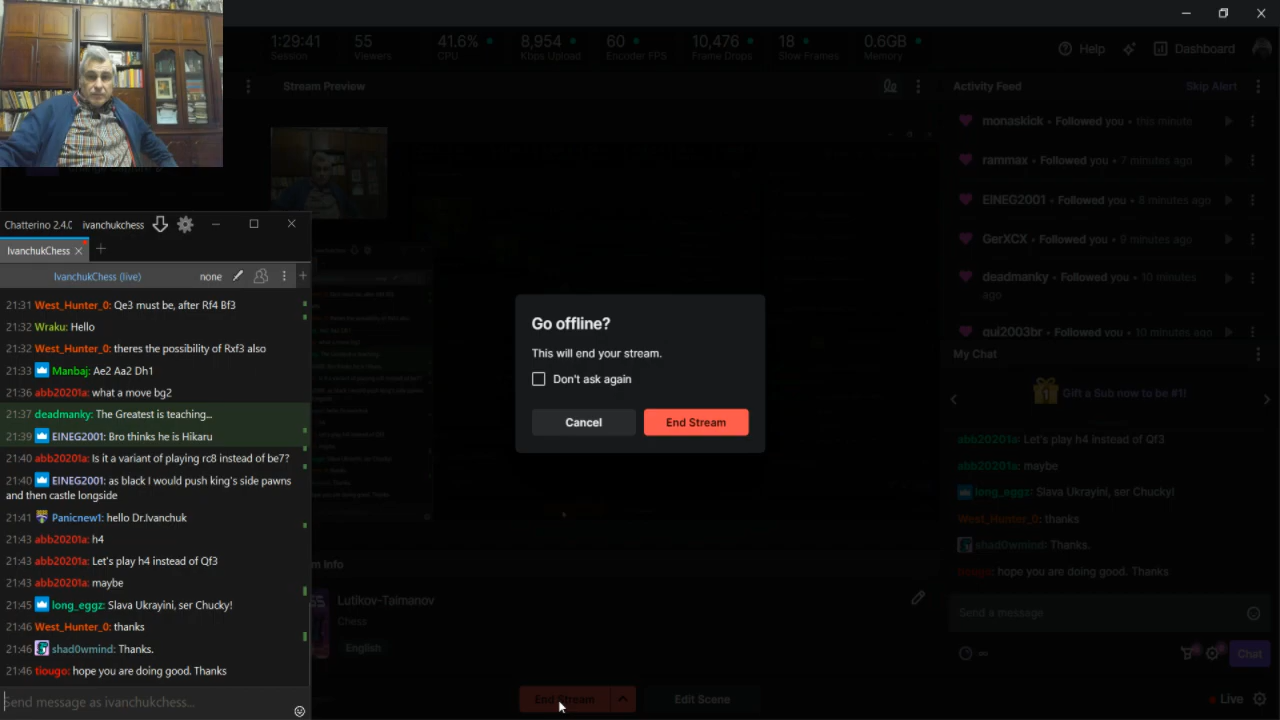 1:29:41
Session
55
Viewers
41.6%
CPU
8,954
Kbps Upload
60
Encoder FPS
10,476
Frame Drops
18
Slow Frames
0.6GB
Memory
Help
Dashboard
Stream Preview
Activity Feed
Skip Alert
monaskick • Followed you • this minute
rammax • Followed you • 7 minutes ago
EINEG2001 • Followed you • 8 minutes ago
GerXCX • Followed you • 9 minutes ago
deadmanky • Followed you • 10 minutes
ago
qui2003br • Followed you • 10 minutes ago
Chatterino 2.4.0
ivanchukchess
IvanchukChess
IvanchukChess (live)
none
21:31 West_Hunter_0: Qe3 must be, after Rf4 Bf3
21:32 Wraku: Hello
21:32 West_Hunter_0: theres the possibility of Rxf3 also
21:33 Manbaj: Ae2 Aa2 Dh1
21:36 abb20201a: what a move bg2
21:37 deadmanky: The Greatest is teaching...
21:39 EINEG2001: Bro thinks he is Hikaru
21:40 abb20201a: Is it a variant of playing rc8 instead of be7?
21:40 EINEG2001: as black I would push king's side pawns
and then castle longside
21:41 Panicnew1: hello Dr.Ivanchuk
21:43 abb20201a: h4
21:43 abb20201a: Let's play h4 instead of Qf3
21:43 abb20201a: maybe
21:45 long_eggz: Slava Ukrayini, ser Chucky!
21:46 West_Hunter_0: thanks
21:46 shad0wmind: Thanks.
21:46 tiougo: hope you are doing good. Thanks
Send message as ivanchukchess...
Go offline?
This will end your stream.
Don't ask again
Cancel
End Stream
My Chat
Gift a Sub now to be #1!
abb20201a: Let's play h4 instead of Qf3
abb20201a: maybe
long_eggz: Slava Ukrayini, ser Chucky!
West_Hunter_0: thanks
shad0wmind: Thanks.
tiougo: hope you are doing good. Thanks
Send a message
Chat
m Info
Lutikov-Taimanov
Chess
English
End Stream
Edit Scene
Live